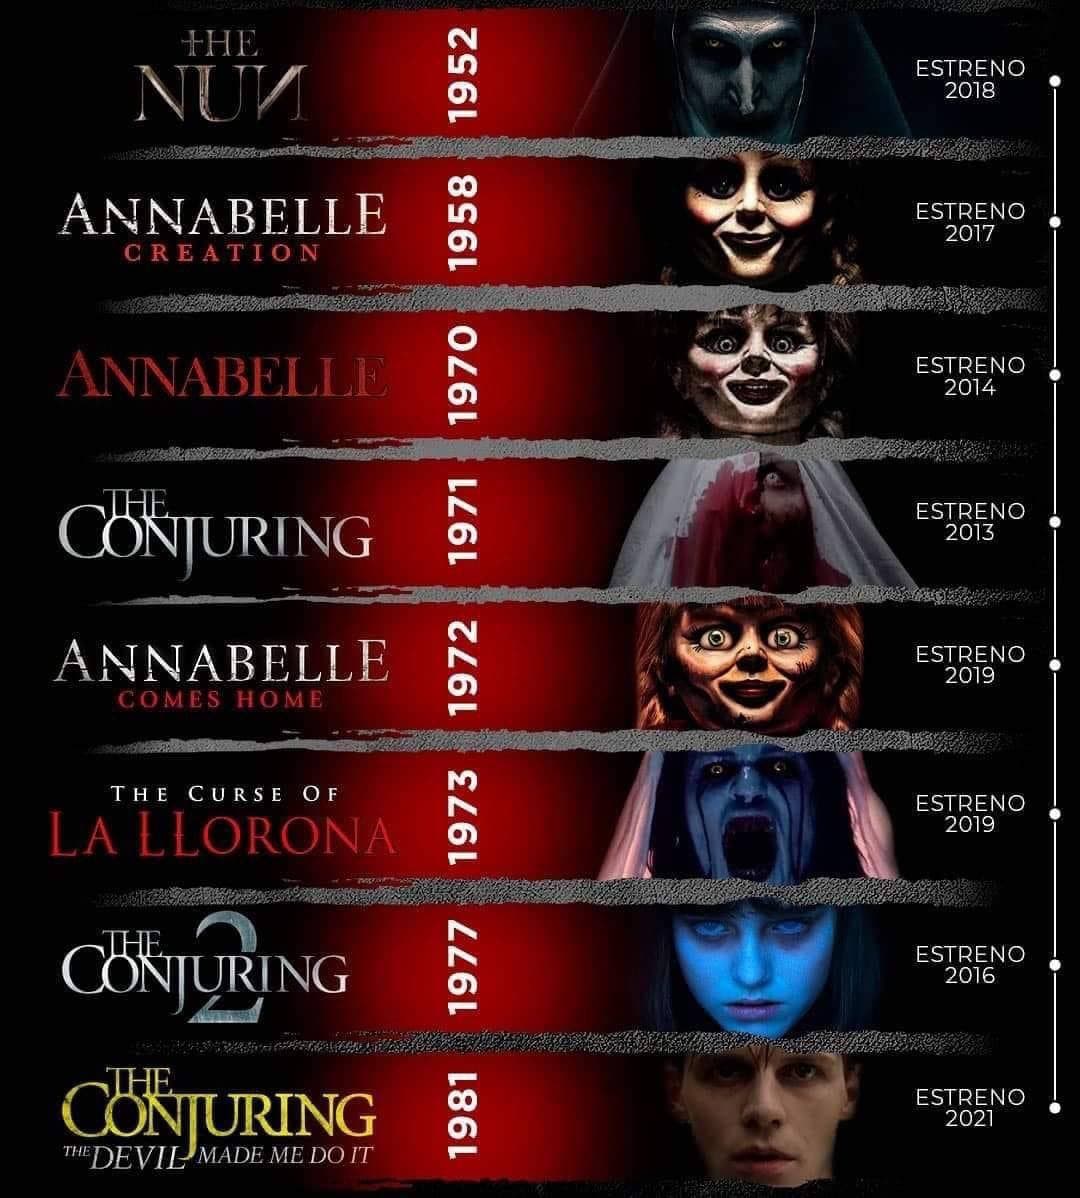 THE
NUN
1952
ESTRENO
2018
ANNABELLE
CREATION
1958
ESTRENO
2017
ANNABELLE
1970
ESTRENO
2014
THE
CONJURING
1971
ESTRENO
2013
ANNABELLE
COMES HOME
1972
ESTRENO
2019
THE CURSE OF
LA LLORONA
1973
ESTRENO
2019
THE
CONJURING 2
1977
ESTRENO
2016
THE
CONJURING
THE DEVIL MADE ME DO IT
1981
ESTRENO
2021